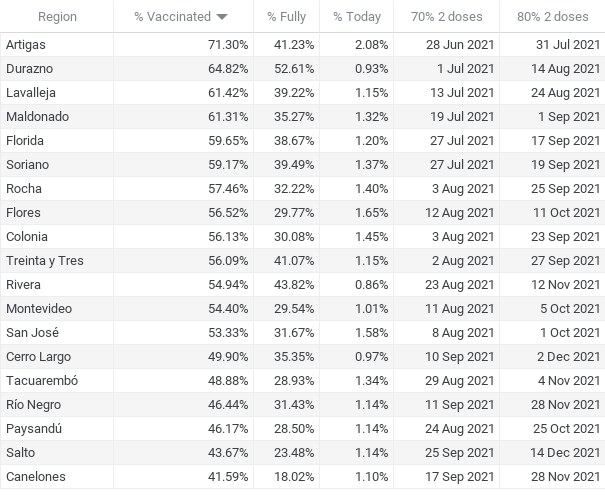 Region % Vaccinated % Fully % Today 70% 2 doses 80% 2 doses
Artigas 71.30% 41.23% 2.08% 28 Jun 2021 31 Jul 2021
Durazno 64.82% 52.61% 0.93% 1 Jul 2021 14 Aug 2021
Lavalleja 61.42% 39.22% 1.15% 13 Jul 2021 24 Aug 2021
Maldonado 61.31% 35.27% 1.32% 19 Jul 2021 1 Sep 2021
Florida 59.65% 38.67% 1.20% 27 Jul 2021 17 Sep 2021
Soriano 59.17% 39.49% 1.37% 27 Jul 2021 19 Sep 2021
Rocha 57.46% 32.22% 1.40% 3 Aug 2021 25 Sep 2021
Flores 56.52% 29.77% 1.65% 12 Aug 2021 11 Oct 2021
Colonia 56.13% 30.08% 1.45% 3 Aug 2021 23 Sep 2021
Treinta y Tres 56.09% 41.07% 1.15% 2 Aug 2021 27 Sep 2021
Rivera 54.94% 43.82% 0.86% 23 Aug 2021 12 Nov 2021
Montevideo 54.40% 29.54% 1.01% 11 Aug 2021 5 Oct 2021
San José 53.33% 31.67% 1.58% 8 Aug 2021 1 Oct 2021
Cerro Largo 49.90% 35.35% 0.97% 10 Sep 2021 2 Dec 2021
Tacuarembó 48.88% 28.93% 1.34% 29 Aug 2021 4 Nov 2021
Río Negro 46.44% 31.43% 1.14% 11 Sep 2021 28 Nov 2021
Paysandú 46.17% 28.50% 1.14% 24 Aug 2021 25 Oct 2021
Salto 43.67% 23.48% 1.14% 25 Sep 2021 14 Dec 2021
Canelones 41.59% 18.02% 1.10% 17 Sep 2021 28 Nov 2021